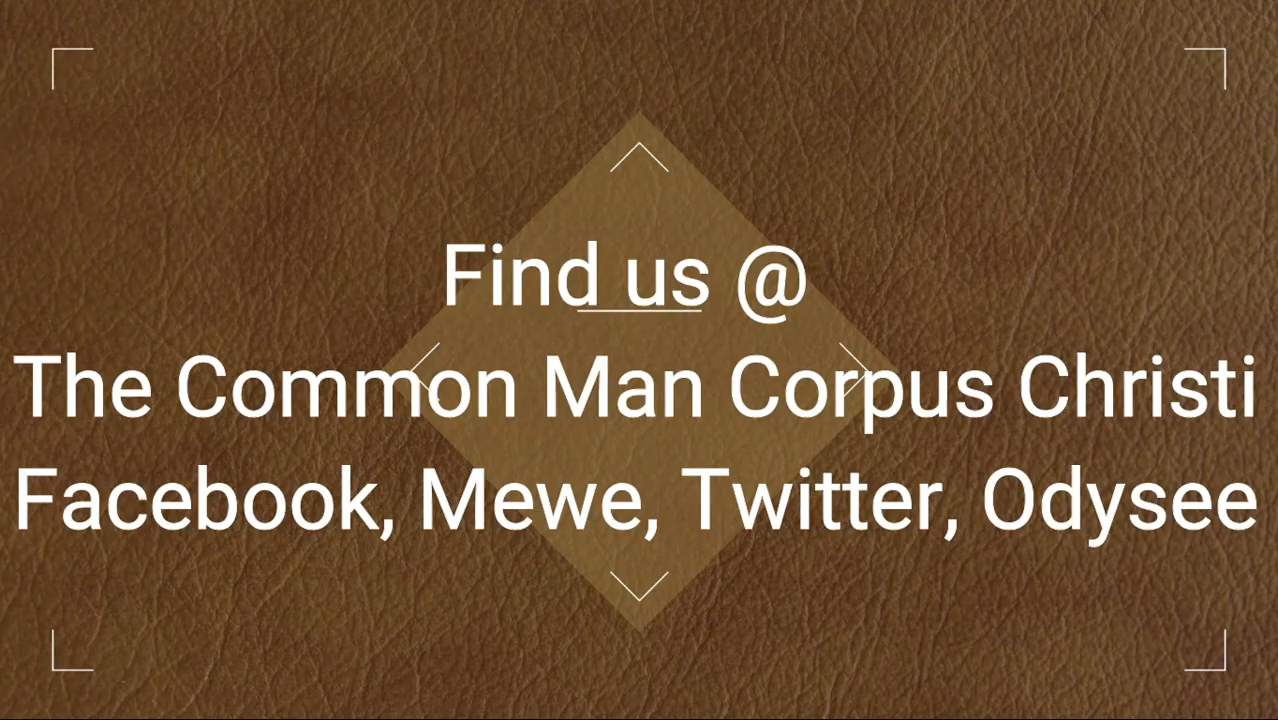 Find us @
The Common Man Corpus Christi
Facebook, Mewe, Twitter, Odysee